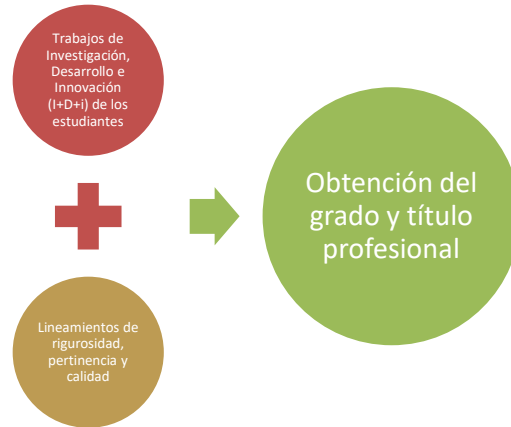 Trabajos de
Investigación,
Desarrollo e
Innovación
(I+D+i) de los
estudiantes
Lineamientos de
rigurosidad,
pertinencia y
calidad
Obtención del
grado y título
profesional